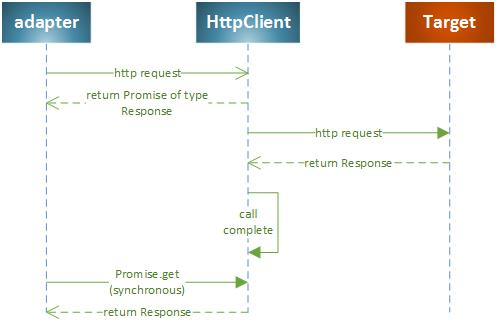 adapter
HttpClient
Target
http request
return Promise of type
Response
http request
return Response
call
complete
Promise.get
(synchronous)
return Response